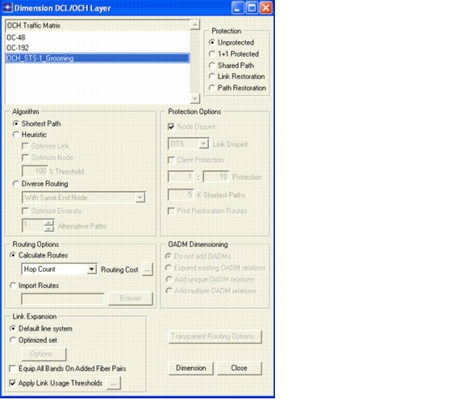 Dimension DCL/OCH Layer
OCH Traffic Matrix
OC-48
OC-192
OCH_STS-1_Grooming
Protection
Unprotected
1+1 Protected
Shared Path
Link Restoration
Path Restoration
Algorithm
Shortest Path
Heuristic
Optimize Link
Optimize Node
100 % Threshold
Diverse Routing
With Same End Node
Optimize Diversity
1 Alternative Paths
Protection Options
Node Disjoint
OTS Link Disjoint
Client Protection
1 : 10 Protection
5 K Shortest Paths
Print Restoration Routes
Routing Options
Calculate Routes
Hop Count Routing Cost ...
Import Routes
Browse
OADM Dimensioning
Do not add OADMs
Expand existing OADM relations
Add unique OADM relations
Add multiple OADM relations
Link Expansion
Default line system
Optimized set
Options...
Equip All Bands On Added Fiber Pairs
Apply Link Usage Thresholds ...
Transparent Routing Options...
Dimension Close